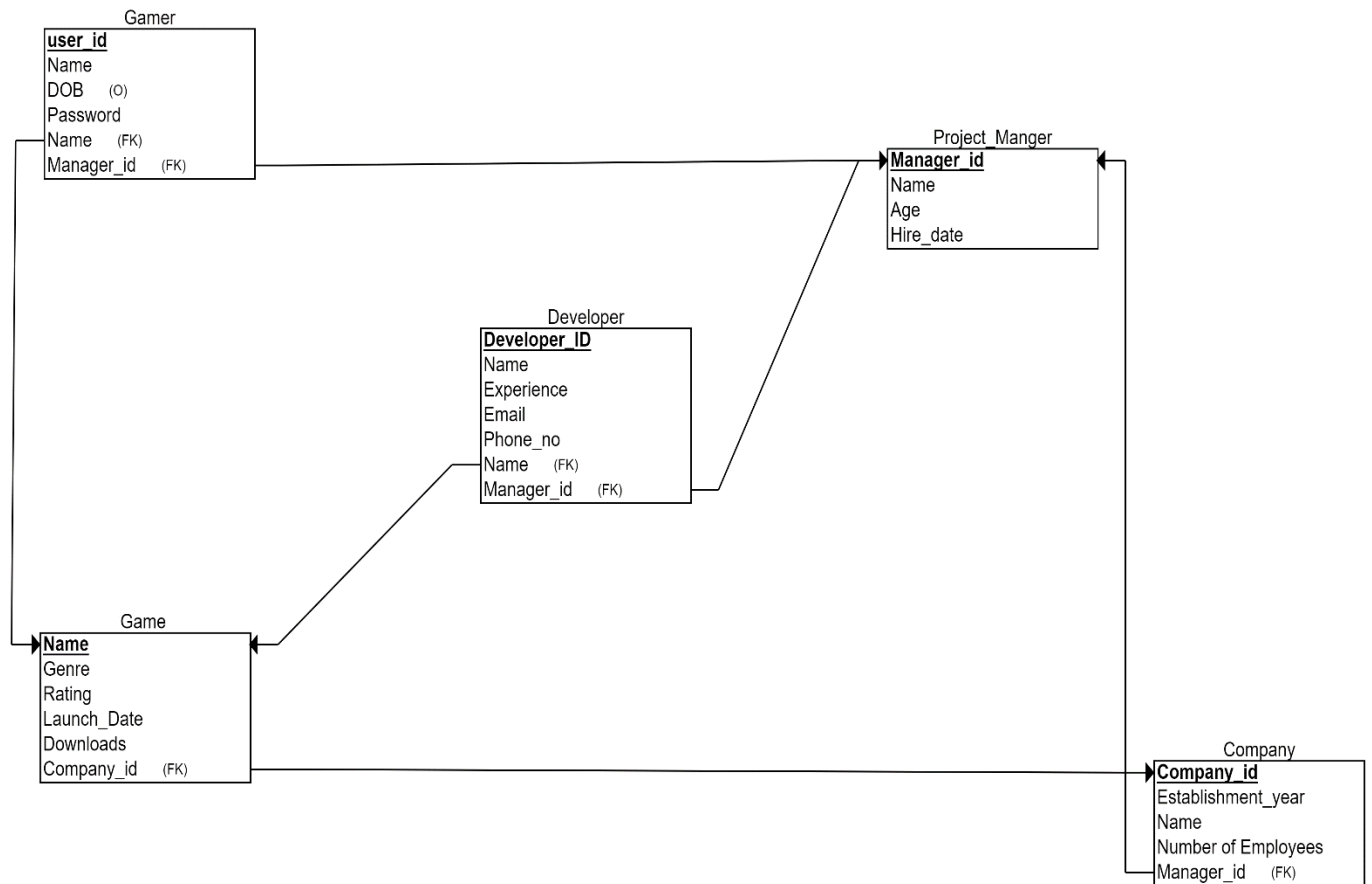 Gamer
user_id
Name
DOB (O)
Password
Name (FK)
Manager_id (FK)
Project_Manger
Manager_id
Name
Age
Hire_date
Developer
Developer_ID
Name
Experience
Email
Phone_no
Name (FK)
Manager_id (FK)
Game
Name
Genre
Rating
Launch_Date
Downloads
Company_id (FK)
Company
Company_id
Establishment_year
Name
Number of Employees
Manager_id (FK)